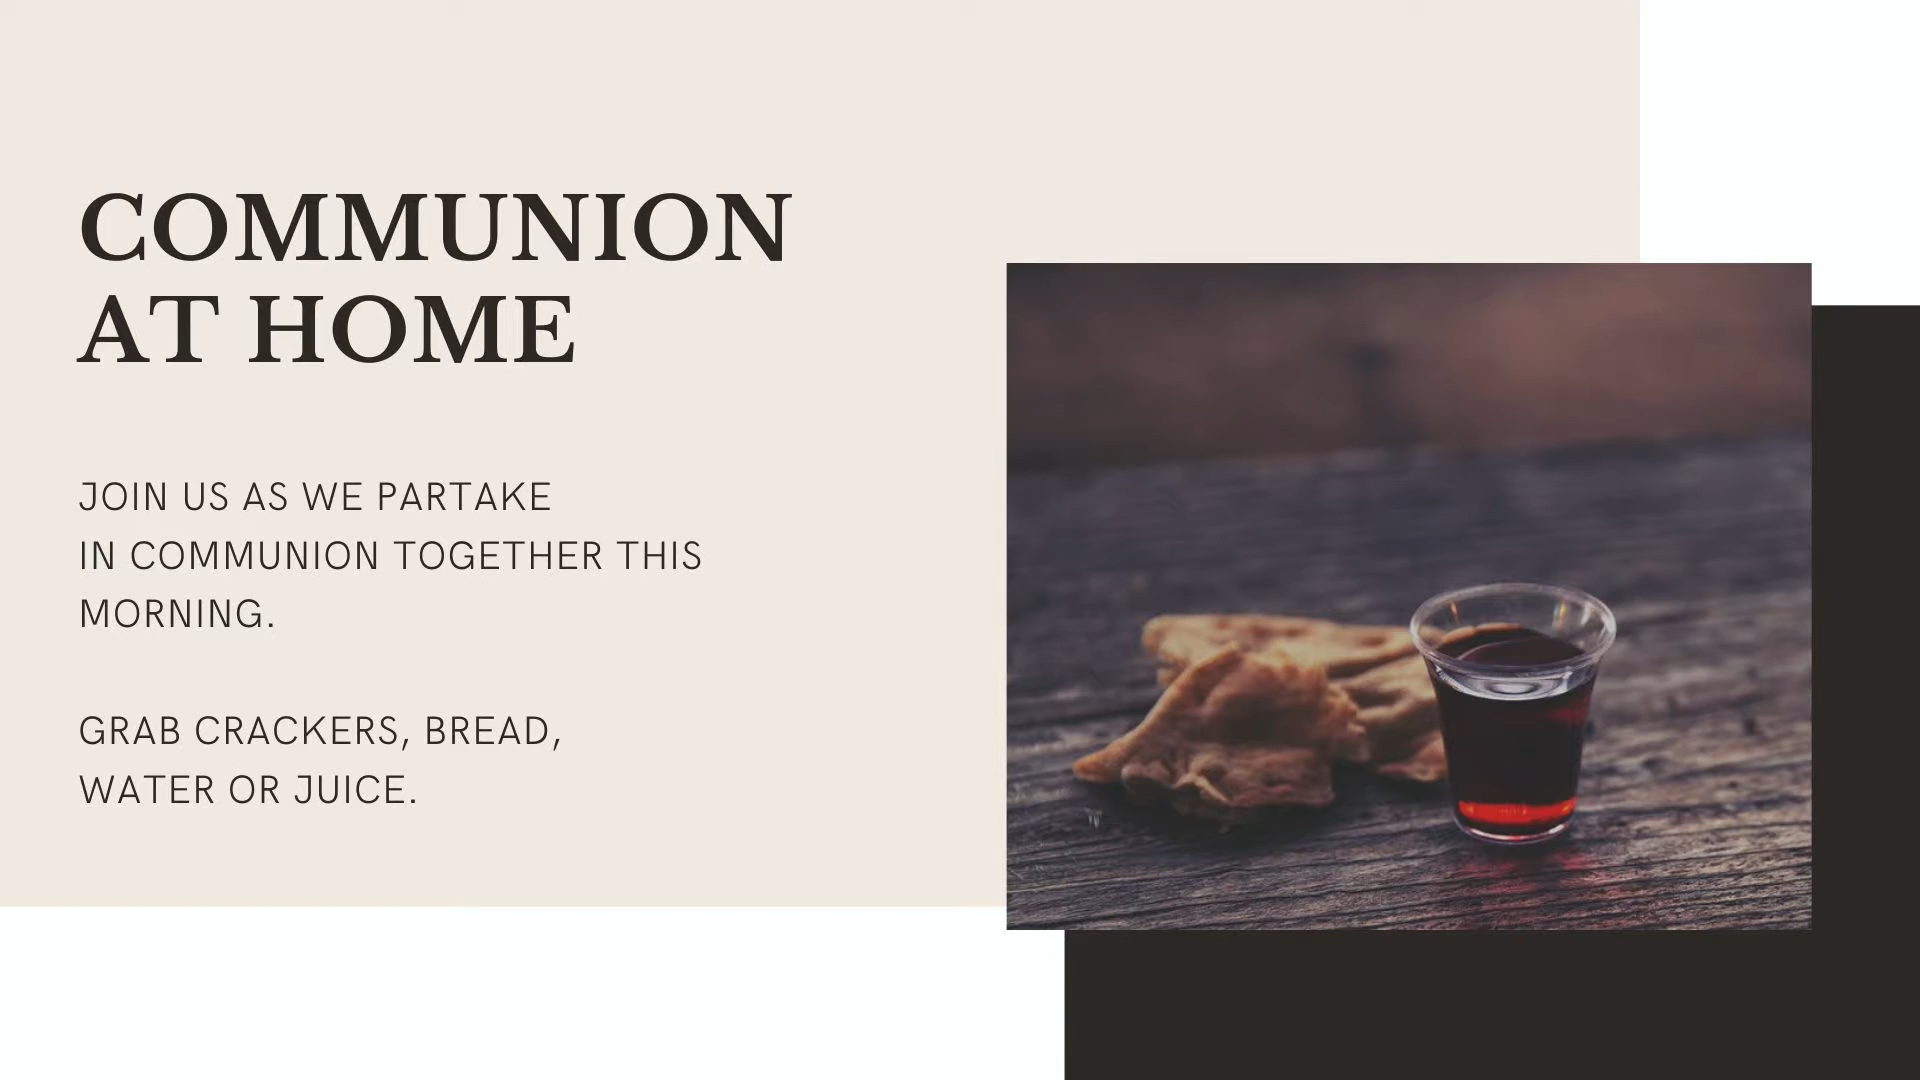 COMMUNION
AT HOME
JOIN US AS WE PARTAKE
IN COMMUNION TOGETHER THIS
MORNING.
GRAB CRACKERS, BREAD,
WATER OR JUICE.